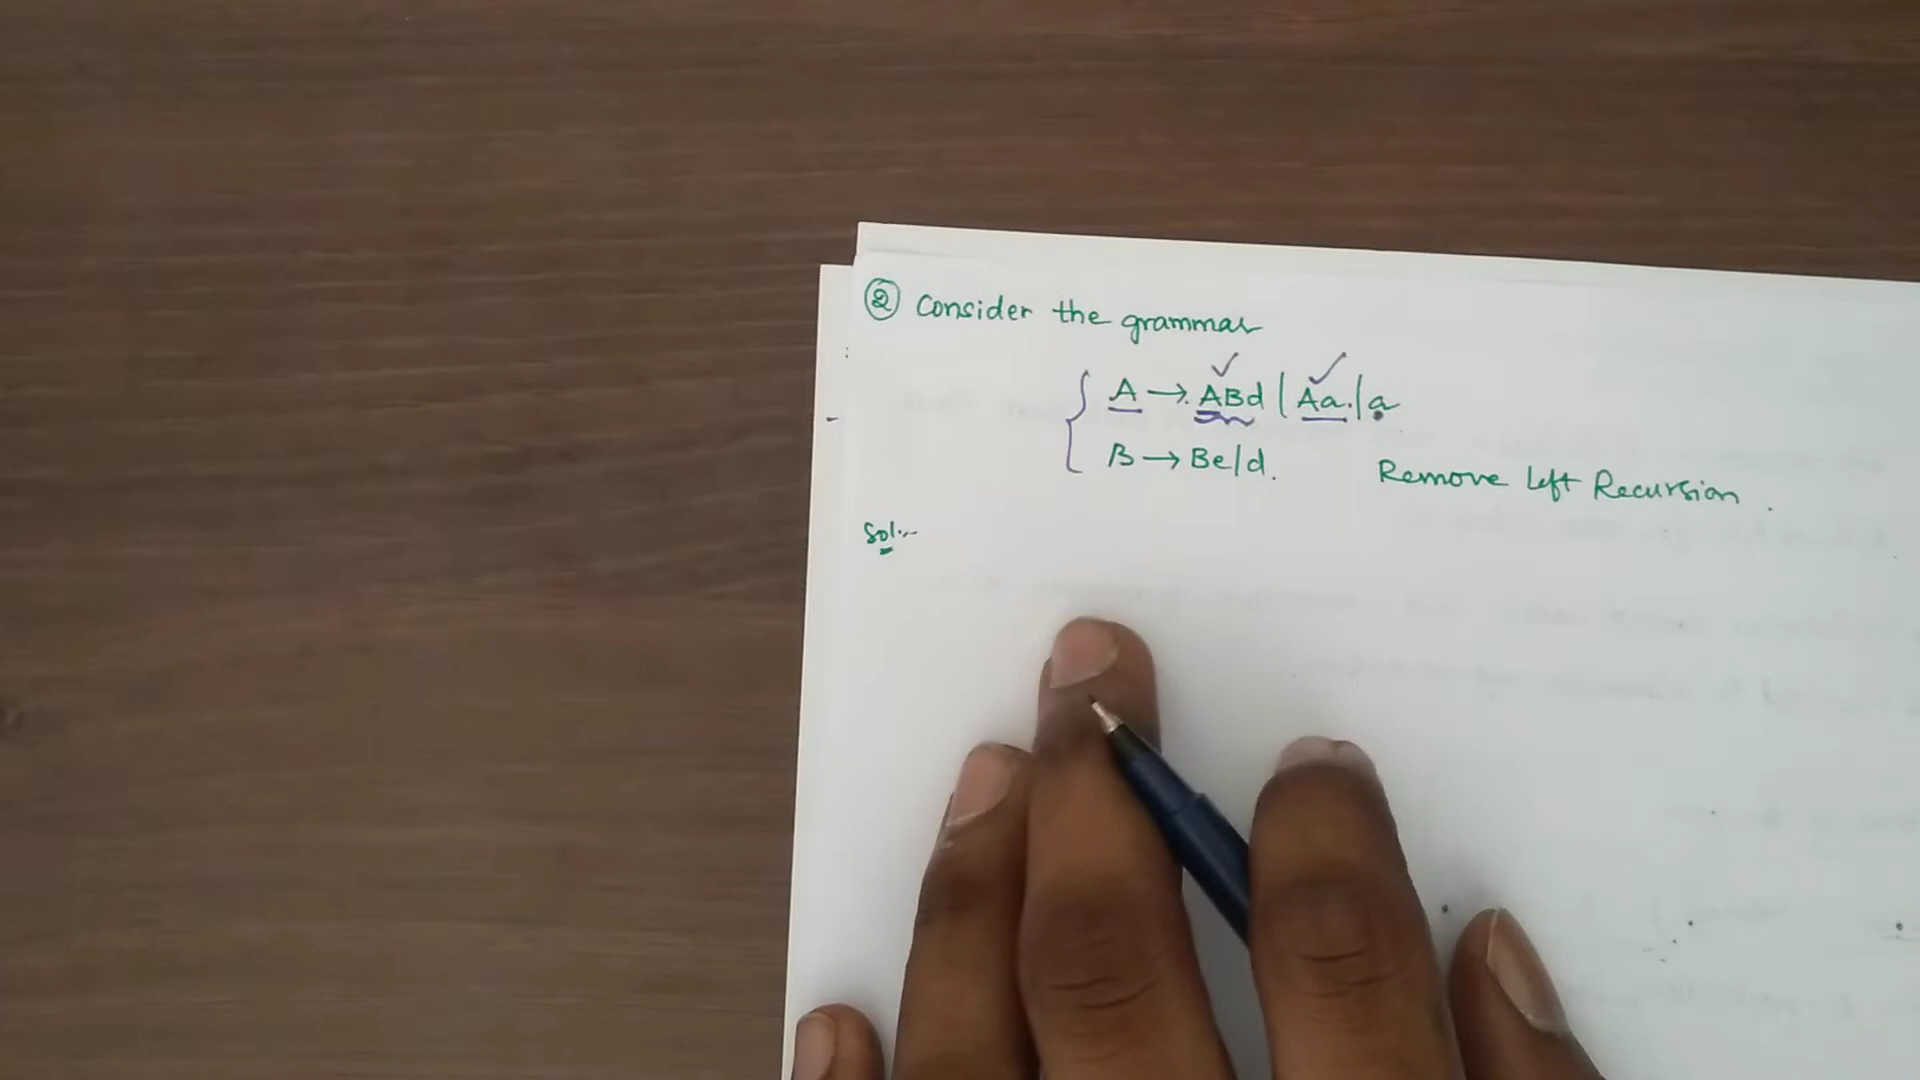 ② Consider the grammar
A → ABd | Aa | a
B → Be/d.
Remove Left Recursion.
Sol:-